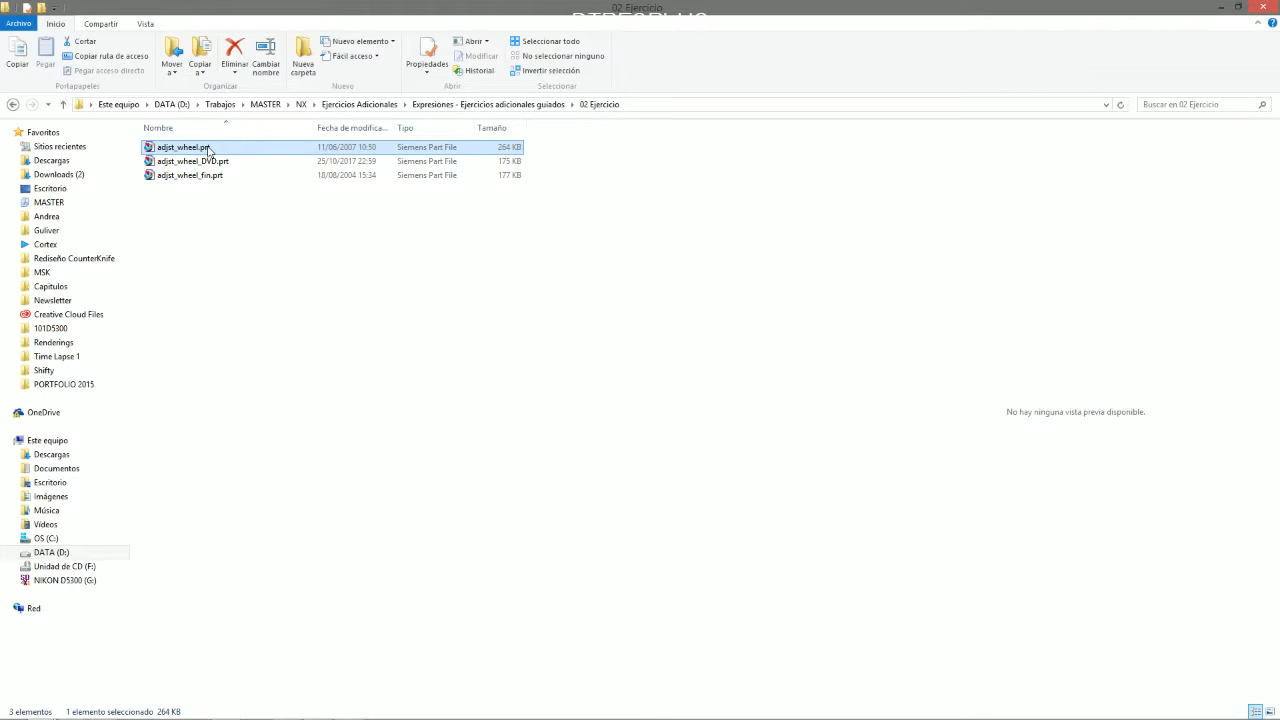 02 Ejercicio
Archivo Inicio Compartir Vista
Copiar
Pegar
Cortar
Copiar ruta de acceso
Pegar acceso directo
Portapapeles
Mover a
Copiar a
Eliminar
Cambiar nombre
Organizar
Nueva carpeta
Nuevo elemento
Fácil acceso
Nuevo
Propiedades
Abrir
Modificar
Historial
Abrir
Seleccionar todo
No seleccionar ninguno
Invertir selección
Seleccionar
Este equipo DATA (D:) Trabajos MASTER NX Ejercicios Adicionales Expresiones - Ejercicios adicionales guiados 02 Ejercicio
Buscar en 02 Ejercicio
Nombre Fecha de modifica... Tipo Tamaño
adjst_wheel.prt 11/06/2007 10:50 Siemens Part File 264 KB
adjst_wheel_DVD.prt 25/10/2017 22:59 Siemens Part File 175 KB
adjst_wheel_fin.prt 18/08/2004 15:34 Siemens Part File 177 KB
Favoritos
Sitios recientes
Descargas
Downloads (2)
Escritorio
MASTER
Andrea
Guliver
Cortex
Rediseño CounterKnife
MSK
Capitulos
Newsletter
Creative Cloud Files
101D5300
Renderings
Time Lapse 1
Shifty
PORTFOLIO 2015
OneDrive
Este equipo
Descargas
Documentos
Escritorio
Imágenes
Música
Vídeos
OS (C:)
DATA (D:)
Unidad de CD (F:)
NIKON D5300 (G:)
Red
No hay ninguna vista previa disponible.
3 elementos 1 elemento seleccionado 264 KB